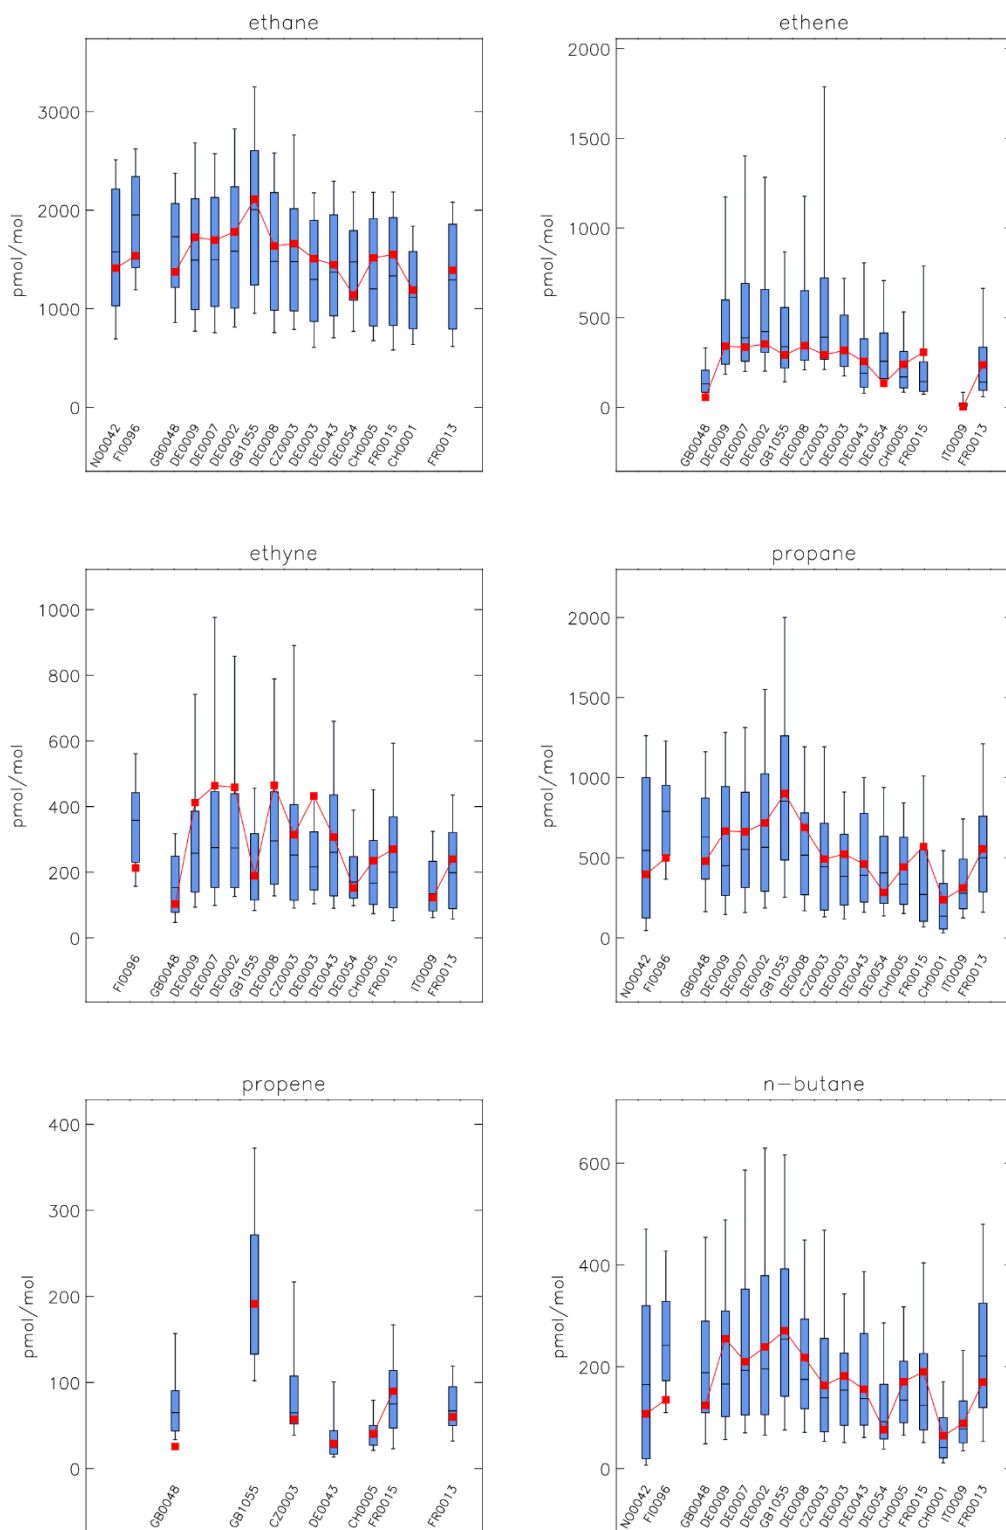 ethane
pmol/mol
3000
2000
1000
0
NO0042
FI0096
GB0048
DE0009
DE0007
DE0002
GB1055
DE0008
CZ0003
DE0003
DE0043
DE0054
CH0005
FR0015
CH0001
FR0013
ethene
pmol/mol
2000
1500
1000
500
0
GB0048
DE0009
DE0007
DE0002
GB1055
DE0008
CZ0003
DE0003
DE0043
DE0054
CH0005
FR0015
IT0009
FR0013
ethyne
pmol/mol
1000
800
600
400
200
0
FI0096
GB0048
DE0009
DE0007
DE0002
GB1055
DE0008
CZ0003
DE0003
DE0043
DE0054
CH0005
FR0015
IT0009
FR0013
propane
pmol/mol
2000
1500
1000
500
0
NO0042
FI0096
GB0048
DE0009
DE0007
DE0002
GB1055
DE0008
CZ0003
DE0003
DE0043
DE0054
CH0005
FR0015
CH0001
IT0009
FR0013
propene
pmol/mol
400
300
200
100
0
GB0048
GB1055
CZ0003
DE0043
CH0005
FR0015
FR0013
n-butane
pmol/mol
600
400
200
0
NO0042
FI0096
GB0048
DE0009
DE0007
DE0002
GB1055
DE0008
CZ0003
DE0003
DE0043
DE0054
CH0005
FR0015
CH0001
IT0009
FR0013